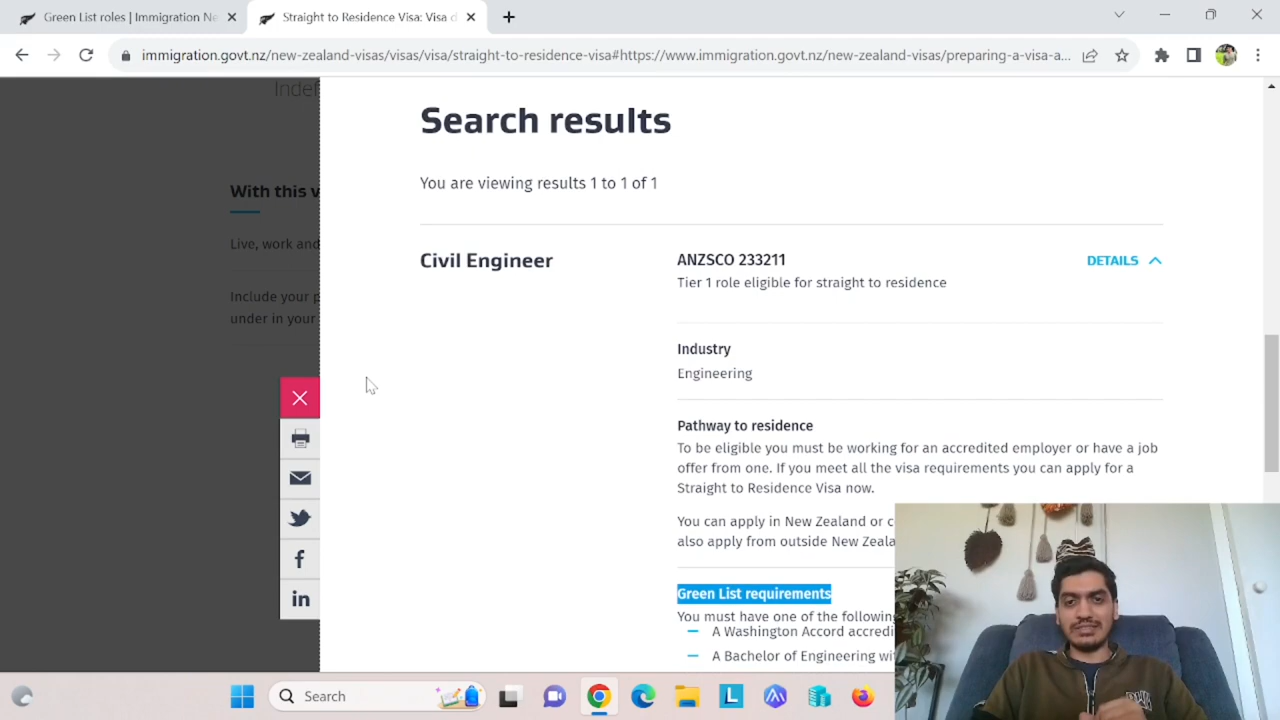 Green List roles | Immigration Ne
Straight to Residence Visa: Visa d
immigration.govt.nz/new-zealand-visas/visas/visa/straight-to-residence-visa#https://www.immigration.govt.nz/new-zealand-visas/preparing-a-visa-a...
Indef
With this v
Live, work and
Include your p
under in your
Search results
You are viewing results 1 to 1 of 1
Civil Engineer
ANZSCO 233211
DETAILS
Tier 1 role eligible for straight to residence
Industry
Engineering
Pathway to residence
To be eligible you must be working for an accredited employer or have a job
offer from one. If you meet all the visa requirements you can apply for a
Straight to Residence Visa now.
You can apply in New Zealand or c
also apply from outside New Zeala
Green List requirements
You must have one of the following
A Washington Accord accredi
A Bachelor of Engineering wit
Search